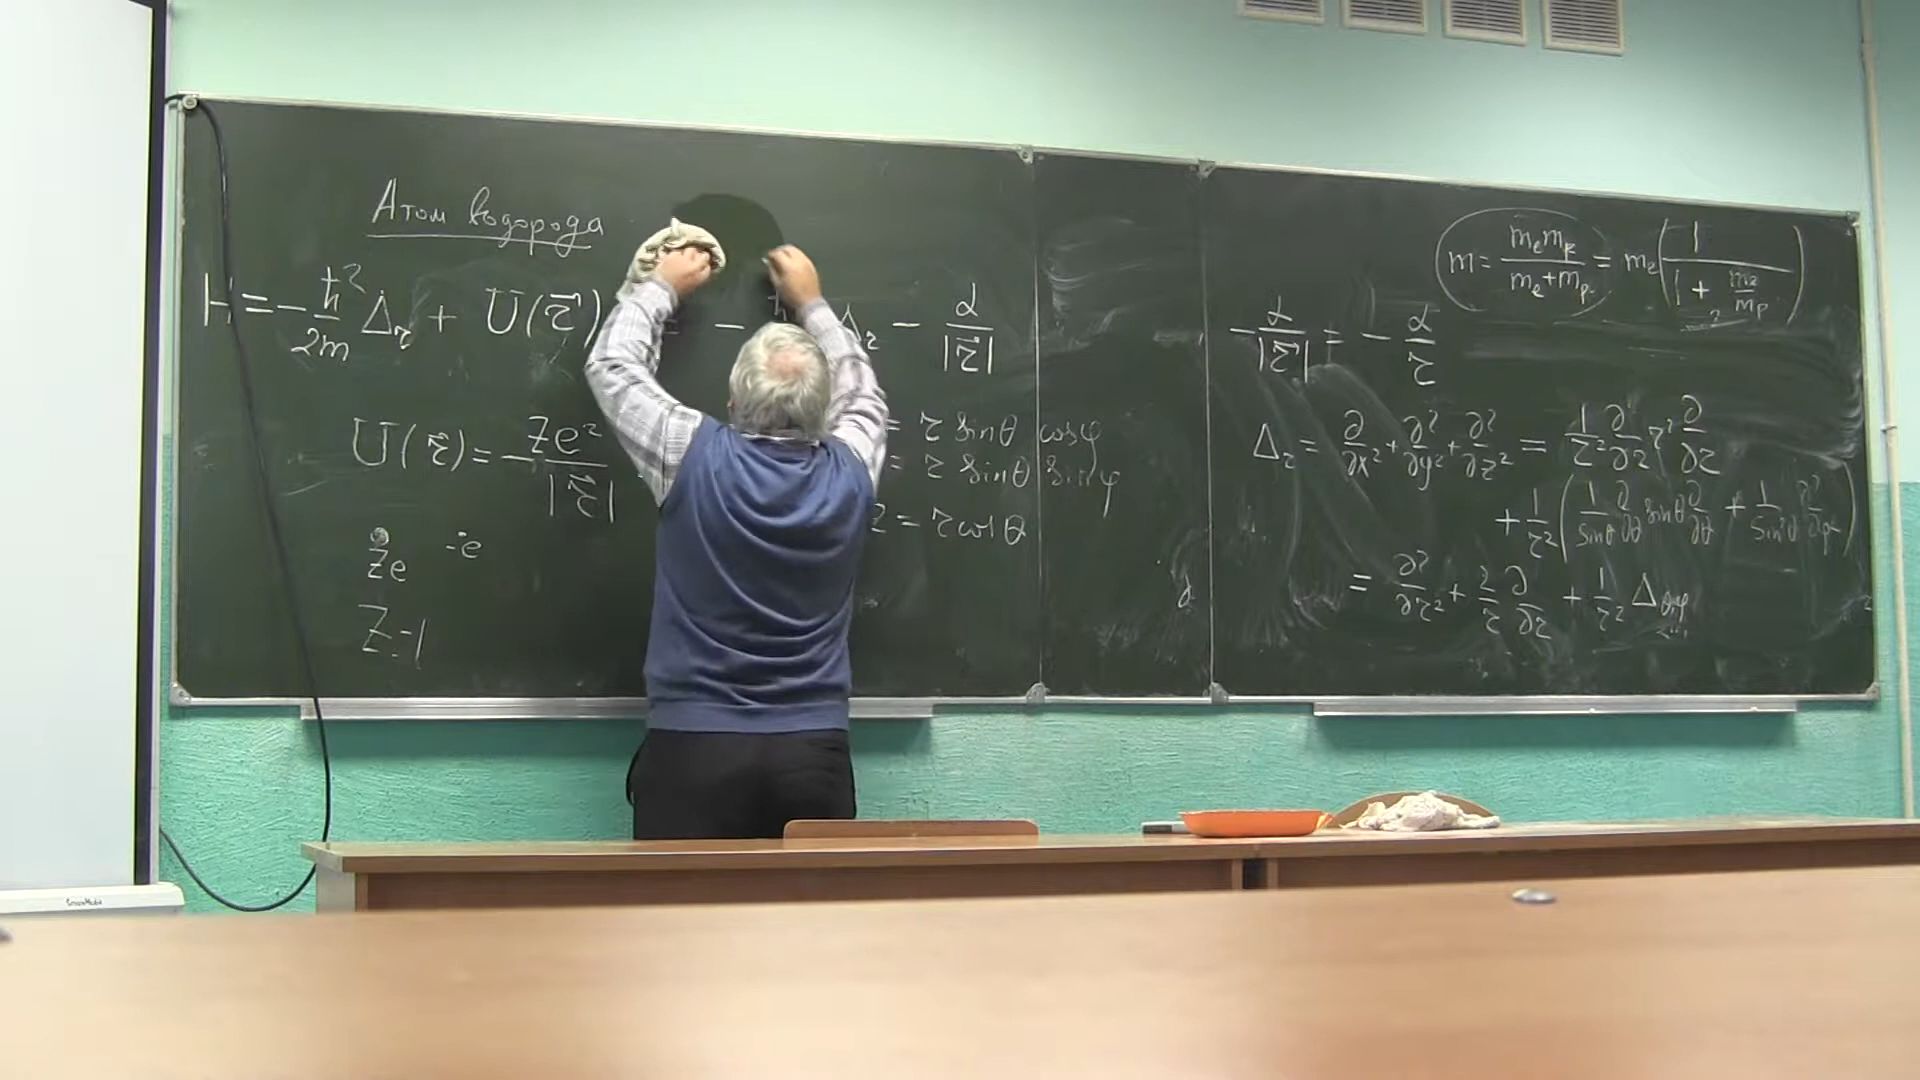 Атом водорода
H = -ħ²/2m Δ_r + U(r⃗) = - ħ Δ_r - α/|r⃗|
U(r⃗) = -Ze²/|r⃗|
= r sinθ cosφ
= r sinθ sinφ
z = r cosθ
Ze -e
Z=1
m = m_e m_p/(m_e+m_p) = m_e (1/(1+m_e/m_p))
-α/|r⃗| = -α/r
Δ_r = ∂/∂x² + ∂²/∂y² + ∂²/∂z² = 1/r² ∂/∂r r² ∂/∂r
+ 1/r² (1/sinθ ∂/∂θ sinθ ∂/∂θ + 1/sin²θ ∂²/∂φ²)
= ∂²/∂r² + 2/r ∂/∂r + 1/r² Δ_θ,φ